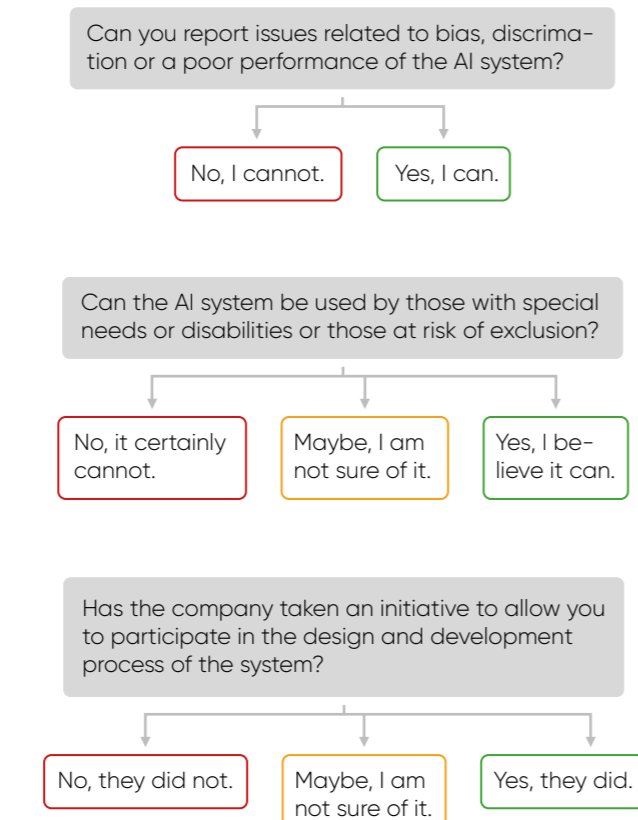 Can you report issues related to bias, discrima-
tion or a poor performance of the AI system?
No, I cannot.
Yes, I can.
Can the AI system be used by those with special
needs or disabilities or those at risk of exclusion?
No, it certainly
cannot.
Maybe, I am
not sure of it.
Yes, I be-
lieve it can.
Has the company taken an initiative to allow you
to participate in the design and development
process of the system?
No, they did not.
Maybe, I am
not sure of it.
Yes, they did.